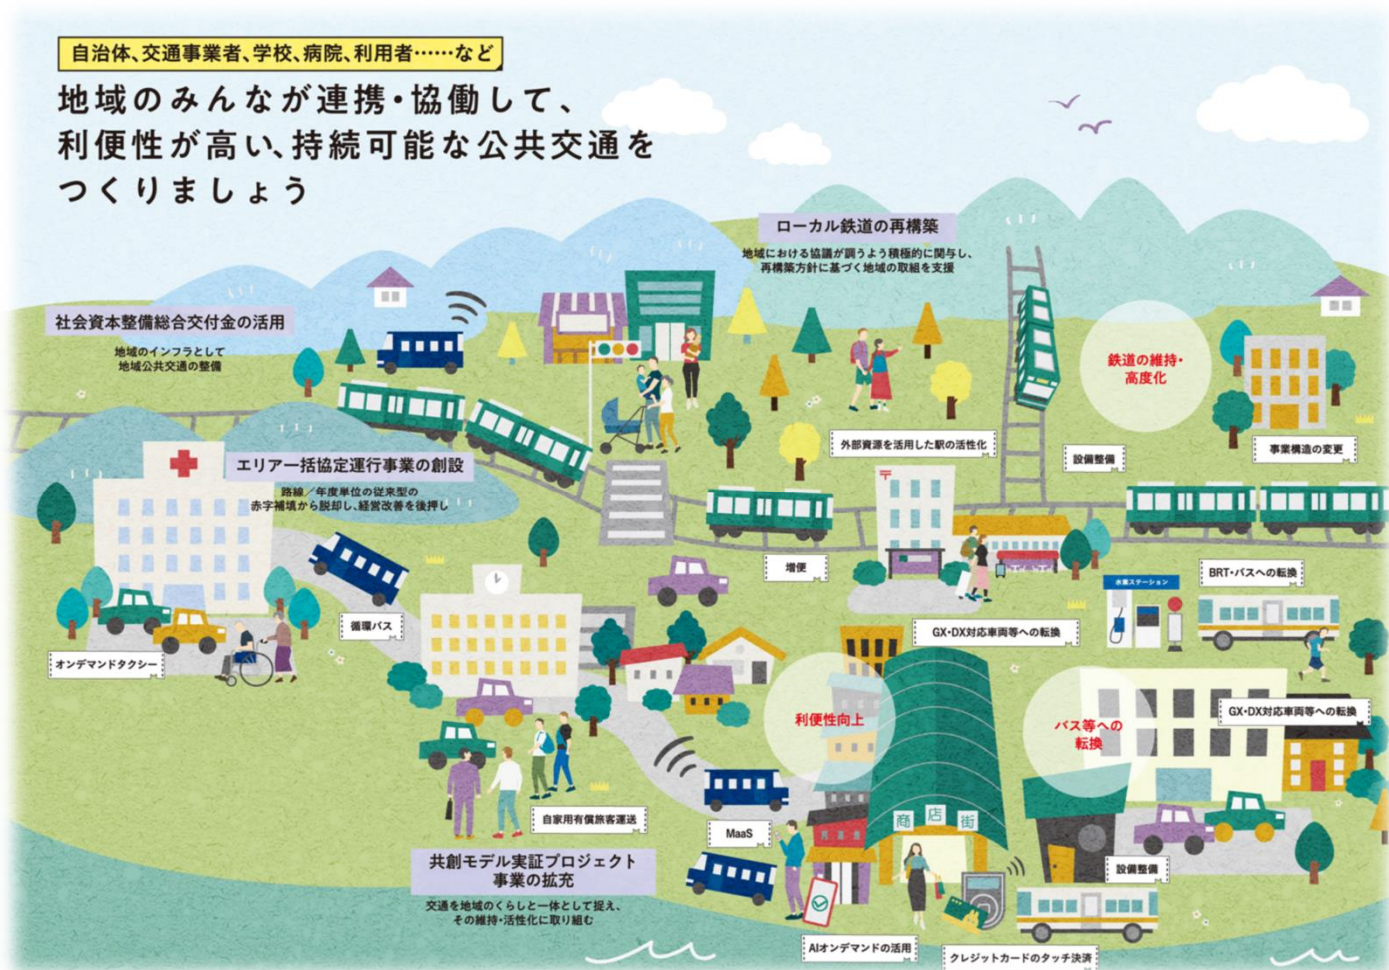 自治体、交通事業者、学校、病院、利用者……など
地域のみんなが連携・協働して、
利便性が高い、持続可能な公共交通を
つくりましょう
ローカル鉄道の再構築
地域における協議が調うよう積極的に関与し、
再構築方針に基づく地域の取組を支援
社会資本整備総合交付金の活用
地域のインフラとして
地域公共交通の整備
鉄道の維持・
高度化
外部資源を活用した駅の活性化
設備整備
事業構造の変更
エリア一括協定運行事業の創設
路線／年度単位の従来型の
赤字補填から脱却し、経営改善を後押し
増便
水素ステーション
BRT・バスへの転換
循環バス
GX・DX対応車両等への転換
オンデマンドタクシー
利便性向上
バス等への
転換
GX・DX対応車両等への転換
自家用有償旅客運送
MaaS
商店街
共創モデル実証プロジェクト
事業の拡充
交通を地域のくらしと一体として捉え、
その維持・活性化に取り組む
設備整備
AIオンデマンドの活用
クレジットカードのタッチ決済